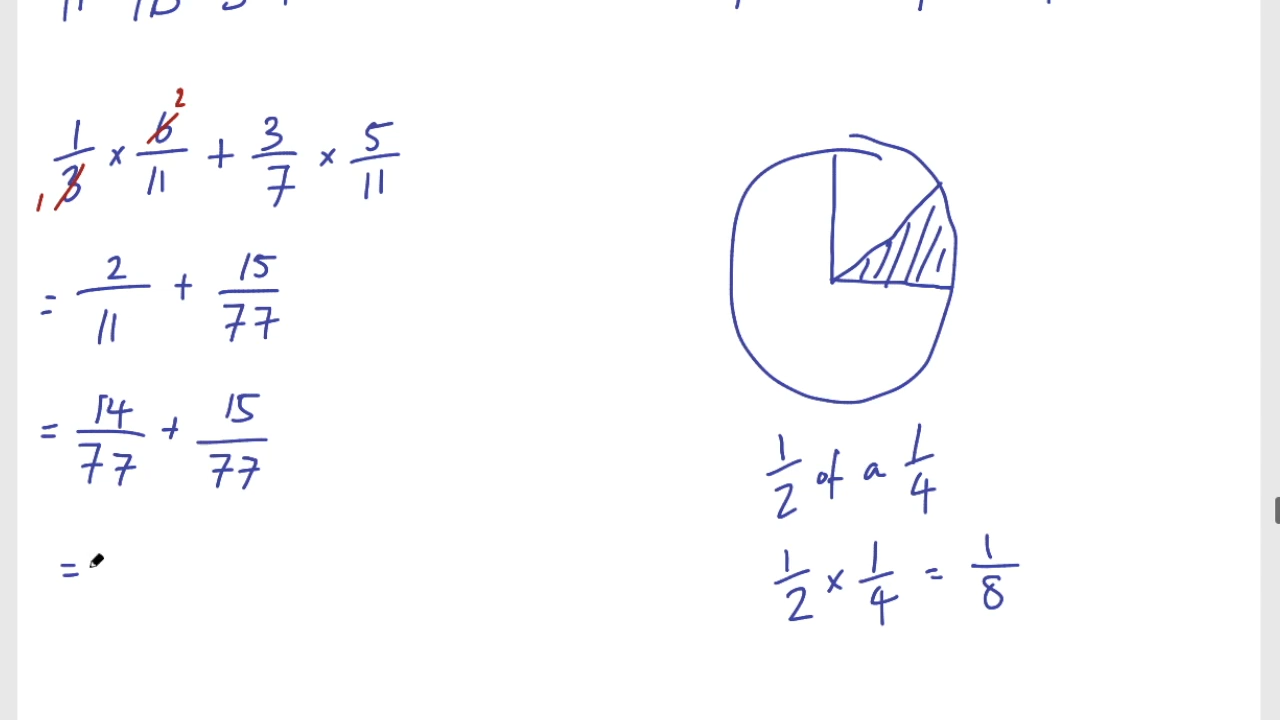 1/3 × 6/11 + 3/7 × 5/11
2
1
= 2/11 + 15/77
= 14/77 + 15/77
=
1/2 of a 1/4
1/2 × 1/4 = 1/8